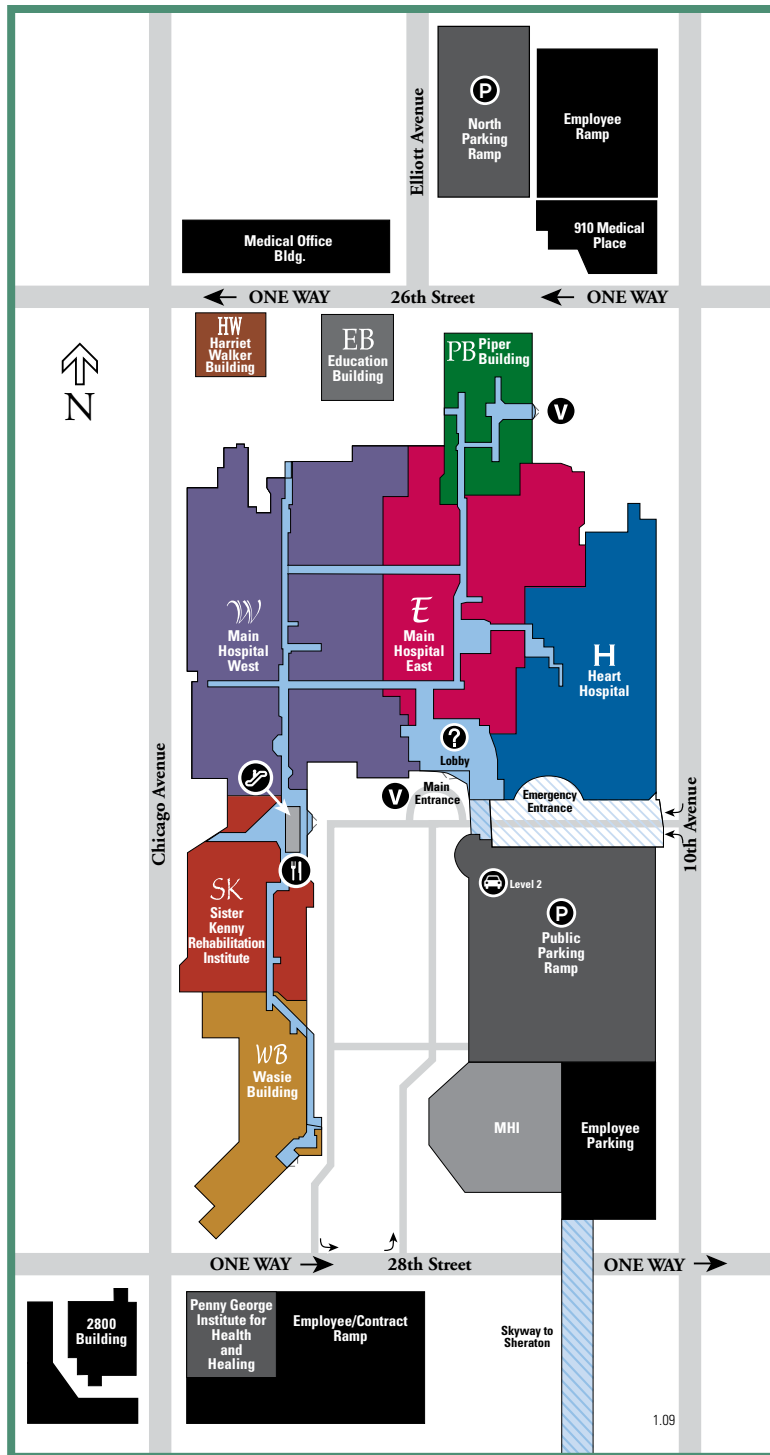 Elliott Avenue
P
North
Parking
Ramp
Employee
Ramp
Medical Office
Bldg.
910 Medical
Place
ONE WAY
26th Street
ONE WAY
N
HW
Harriet
Walker
Building
EB
Education
Building
PB Piper
Building
V
W
Main
Hospital
West
E
Main
Hospital
East
H
Heart
Hospital
?
Lobby
Chicago Avenue
V
Main
Entrance
Emergency
Entrance
10th Avenue
SK
Sister
Kenny
Rehabilitation
Institute
Level 2
P
Public
Parking
Ramp
WB
Wasie
Building
MHI
Employee
Parking
ONE WAY
28th Street
ONE WAY
2800
Building
Penny George
Institute for
Health
and
Healing
Employee/Contract
Ramp
Skyway to
Sheraton
1.09